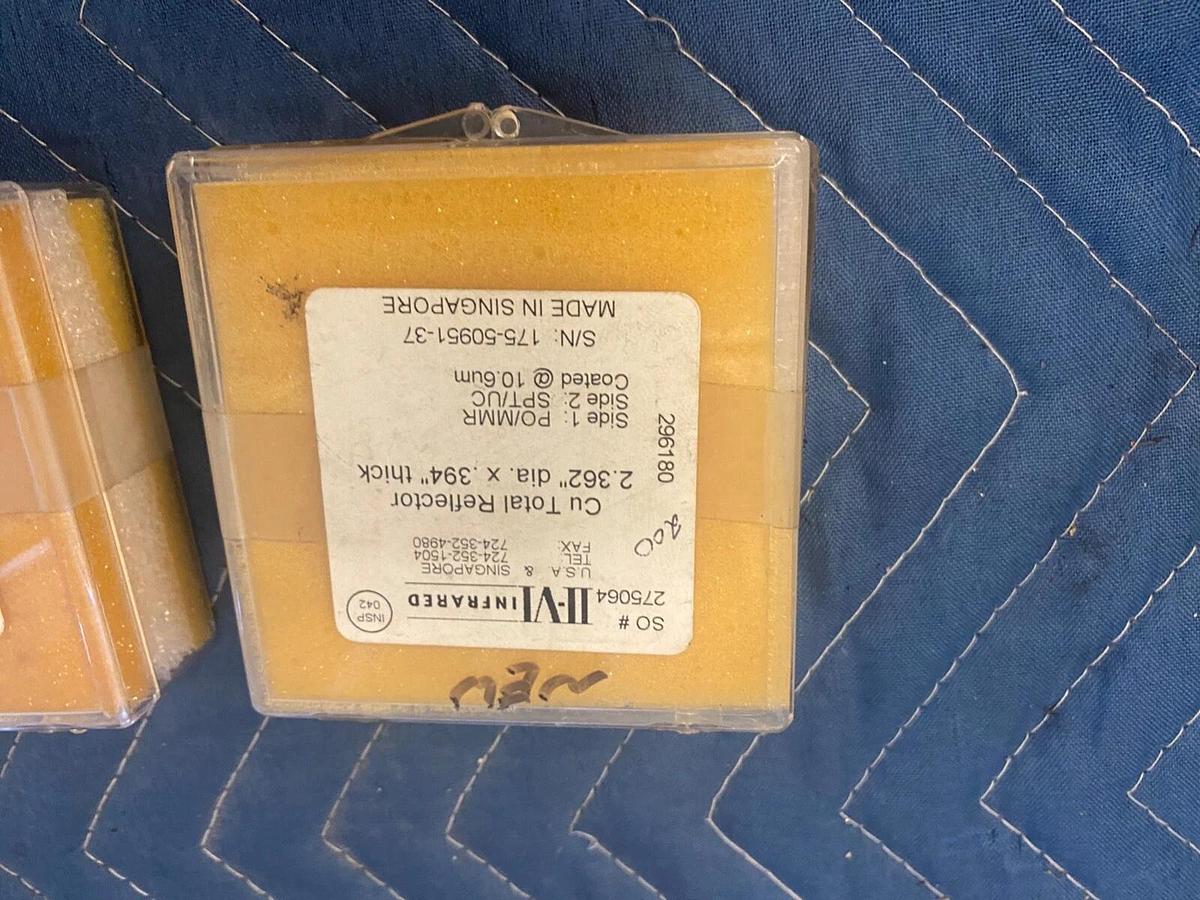 NEW
SO #
275064
II-VI INFRARED
INSP
042
U.S.A & SINGAPORE
TEL: 724-352-1504
FAX: 724-352-4980
200
Cu Total Reflector
2.362" dia. x .394" thick
296180
Side 1: PO/MMR
Side 2: SPT/UC
Coated @ 10.6um
S/N: 175-50951-37
MADE IN SINGAPORE